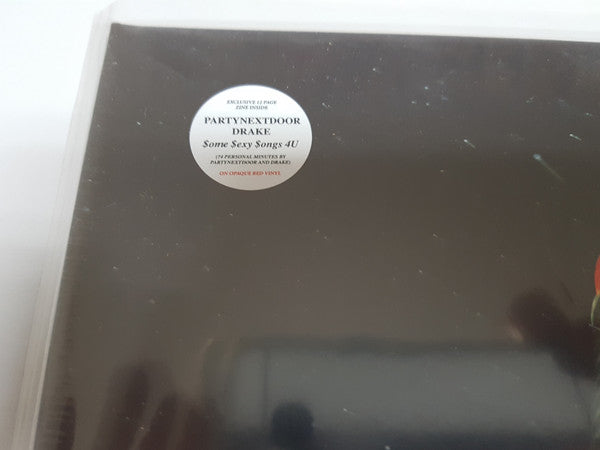 EXCLUSIVE 12 PAGE
ZINE INSIDE
PARTYNEXTDOOR
DRAKE
$ome $exy $ongs 4U
(74 PERSONAL MINUTES BY
PARTYNEXTDOOR AND DRAKE)
ON OPAQUE RED VINYL